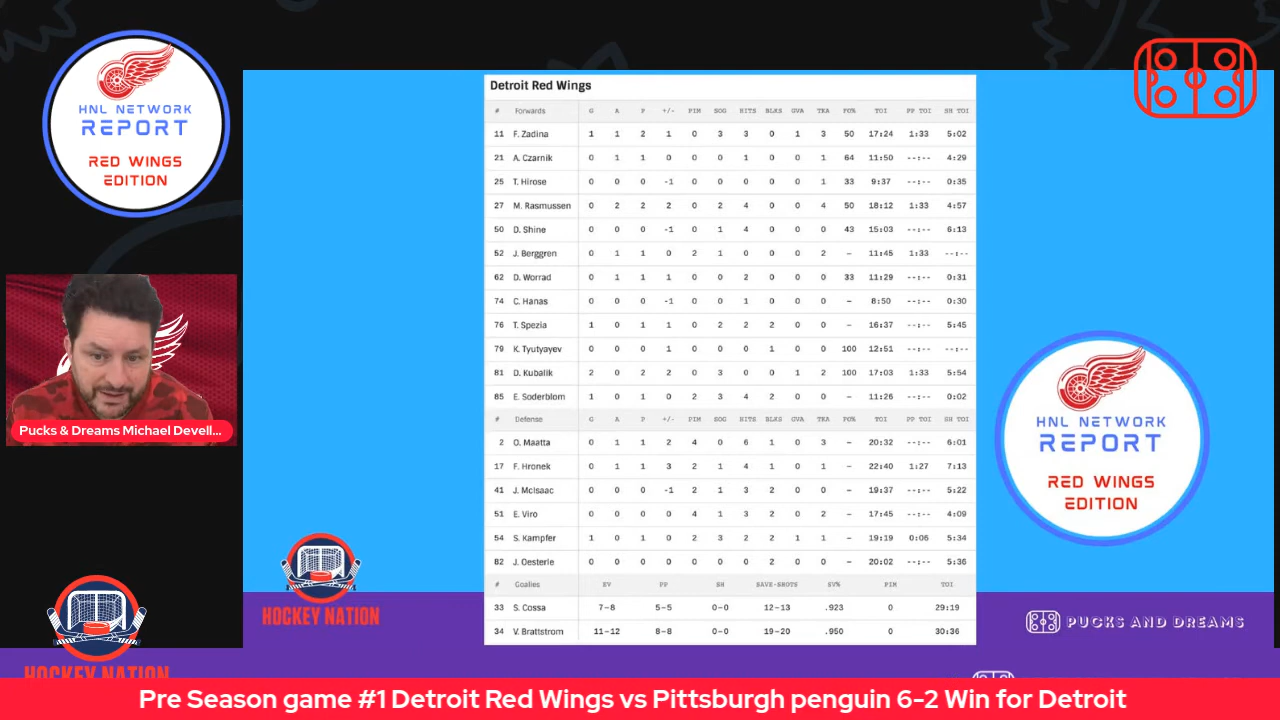 HNL NETWORK
REPORT
RED WINGS
EDITION
Detroit Red Wings
# Forwards G A P +/- PIM SOG HITS BLKS GVA TKA FO% TOI PP TOI SH TOI
11 F. Zadina 1 1 2 1 0 3 3 0 1 3 50 17:24 1:33 5:02
21 A. Czarnik 0 1 1 0 0 0 1 0 0 1 64 11:50 --:-- 4:29
25 T. Hirose 0 0 0 -1 0 0 0 0 0 1 33 9:37 --:-- 0:35
27 M. Rasmussen 0 2 2 2 0 2 4 0 0 4 50 18:12 1:33 4:57
50 D. Shine 0 0 0 -1 0 1 4 0 0 0 43 15:03 --:-- 6:13
52 J. Berggren 0 1 1 0 2 1 0 0 0 2 – 11:45 1:33 --:--
62 D. Worrad 0 1 1 1 0 0 2 0 0 0 33 11:29 --:-- 0:31
74 C. Hanas 0 0 0 -1 0 0 1 0 0 0 – 8:50 --:-- 0:30
76 T. Spezia 1 0 1 1 0 2 2 2 0 0 – 16:37 --:-- 5:45
79 K. Tyutyayev 0 0 0 1 0 0 0 1 0 0 100 12:51 --:-- --:--
81 D. Kubalik 2 0 2 2 0 3 0 0 1 2 100 17:03 1:33 5:54
85 E. Soderblom 1 0 1 0 2 3 4 2 0 0 – 11:26 --:-- 0:02
# Defense G A P +/- PIM SOG HITS BLKS GVA TKA FO% TOI PP TOI SH TOI
2 O. Maatta 0 1 1 2 4 0 6 1 0 3 – 20:32 --:-- 6:01
17 F. Hronek 0 1 1 3 2 1 4 1 0 1 – 22:40 1:27 7:13
41 J. McIsaac 0 0 0 -1 2 1 3 2 0 0 – 19:37 --:-- 5:22
51 E. Viro 0 0 0 0 4 1 3 2 0 2 – 17:45 --:-- 4:09
54 S. Kampfer 1 0 1 0 2 3 2 2 1 1 – 19:19 0:06 5:34
82 J. Oesterle 0 0 0 0 0 0 0 2 0 0 – 20:02 --:-- 5:36
# Goalies EV PP SH SAVE-SHOTS SV% PIM TOI
33 S. Cossa 7-8 5-5 0-0 12-13 .923 0 29:19
34 V. Brattstrom 11-12 8-8 0-0 19-20 .950 0 30:36
HNL NETWORK
REPORT
RED WINGS
EDITION
Pucks & Dreams Michael Devell...
HOCKEY NATION
PUCKS AND DREAMS
HOCKEY NATION
Pre Season game #1 Detroit Red Wings vs Pittsburgh penguin 6-2 Win for Detroit